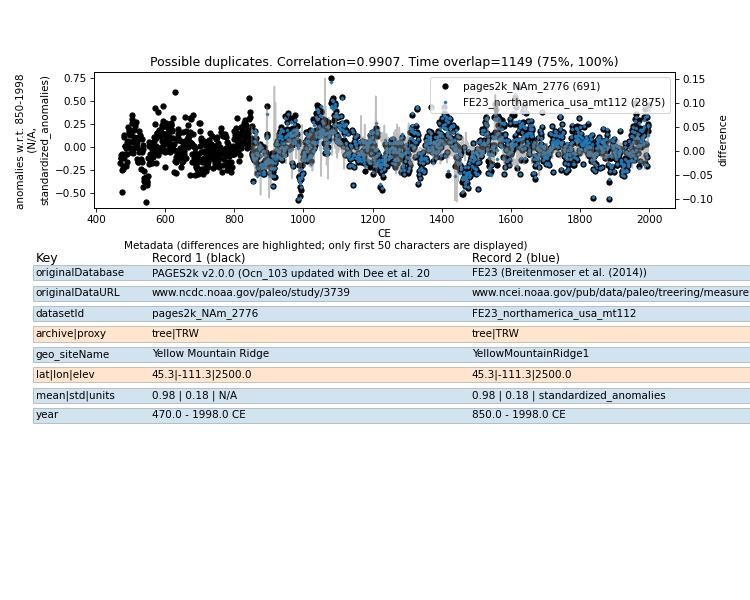 Possible duplicates. Correlation=0.9907. Time overlap=1149 (75%, 100%)
anomalies w.r.t. 850-1998
(N/A,
standardized_anomalies)
0.75
0.50
0.25
0.00
−0.25
−0.50
pages2k_NAm_2776 (691)
FE23_northamerica_usa_mt112 (2875)
0.15
0.10
0.05
0.00
−0.05
−0.10
difference
400 600 800 1000 1200 1400 1600 1800 2000
CE
Metadata (differences are highlighted; only first 50 characters are displayed)
Key Record 1 (black) Record 2 (blue)
originalDatabase PAGES2k v2.0.0 (Ocn_103 updated with Dee et al. 20 FE23 (Breitenmoser et al. (2014))
originalDataURL www.ncdc.noaa.gov/paleo/study/3739 www.ncei.noaa.gov/pub/data/paleo/treering/measure
datasetId pages2k_NAm_2776 FE23_northamerica_usa_mt112
archive|proxy tree|TRW tree|TRW
geo_siteName Yellow Mountain Ridge YellowMountainRidge1
lat|lon|elev 45.3|-111.3|2500.0 45.3|-111.3|2500.0
mean|std|units 0.98 | 0.18 | N/A 0.98 | 0.18 | standardized_anomalies
year 470.0 - 1998.0 CE 850.0 - 1998.0 CE